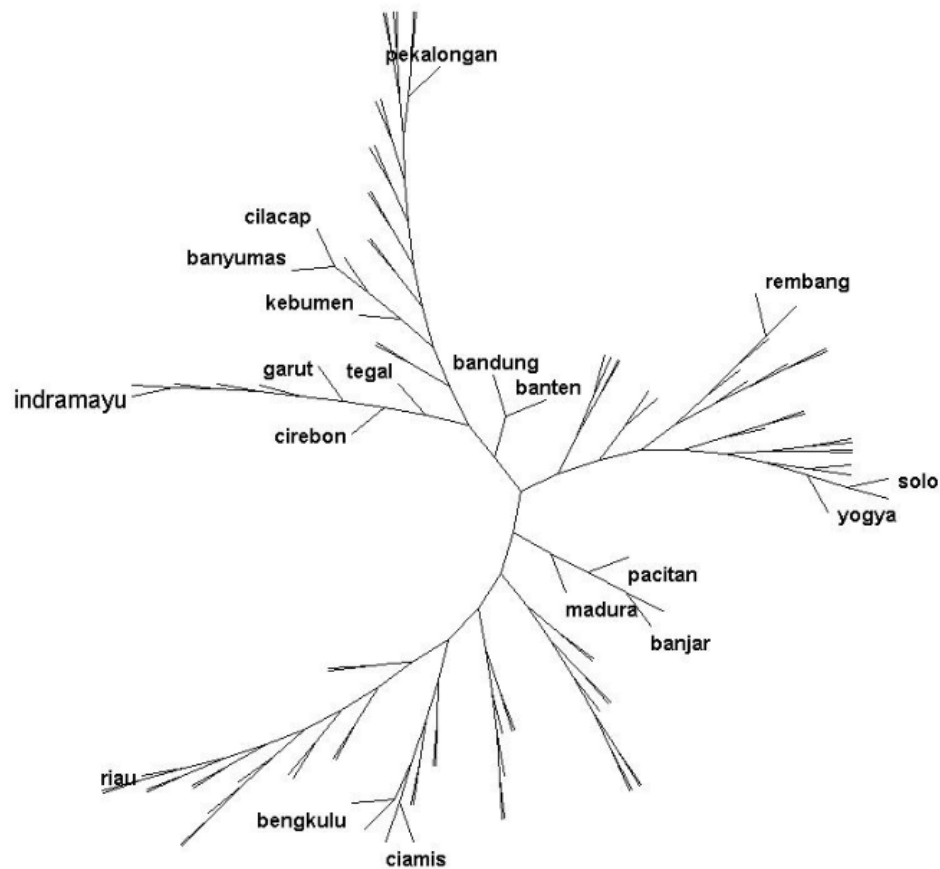 pekalongan
cilacap
banyumas
rembang
kebumen
bandung
garut
tegal
banten
indramayu
cirebon
solo
yogya
pacitan
madura
banjar
riau
bengkulu
ciamis